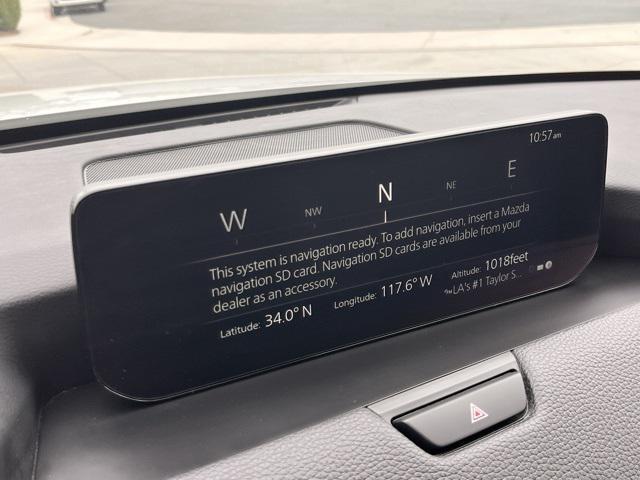 10:57am
W NW N NE E
This system is navigation ready. To add navigation, insert a Mazda
navigation SD card. Navigation SD cards are available from your
dealer as an accessory.
Latitude: 34.0° N Longitude: 117.6° W Altitude: 1018feet
LA's #1 Taylor S...